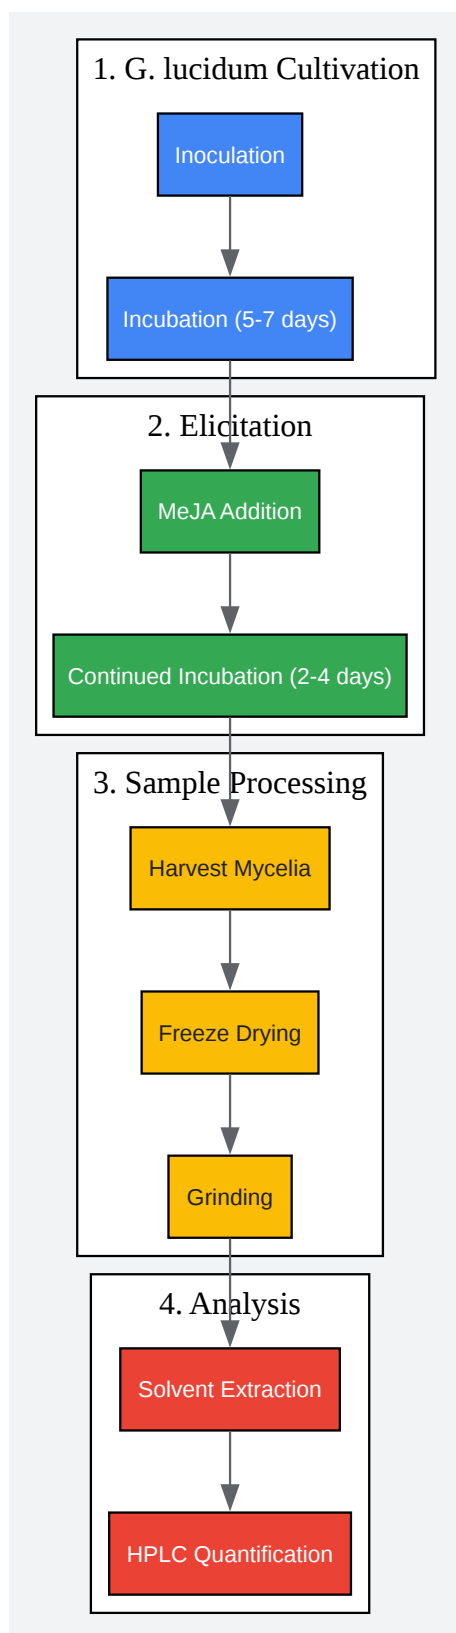 1. G. lucidum Cultivation
Inoculation
Incubation (5-7 days)
2. Elicitation
MeJA Addition
Continued Incubation (2-4 days)
3. Sample Processing
Harvest Mycelia
Freeze Drying
Grinding
4. Analysis
Solvent Extraction
HPLC Quantification